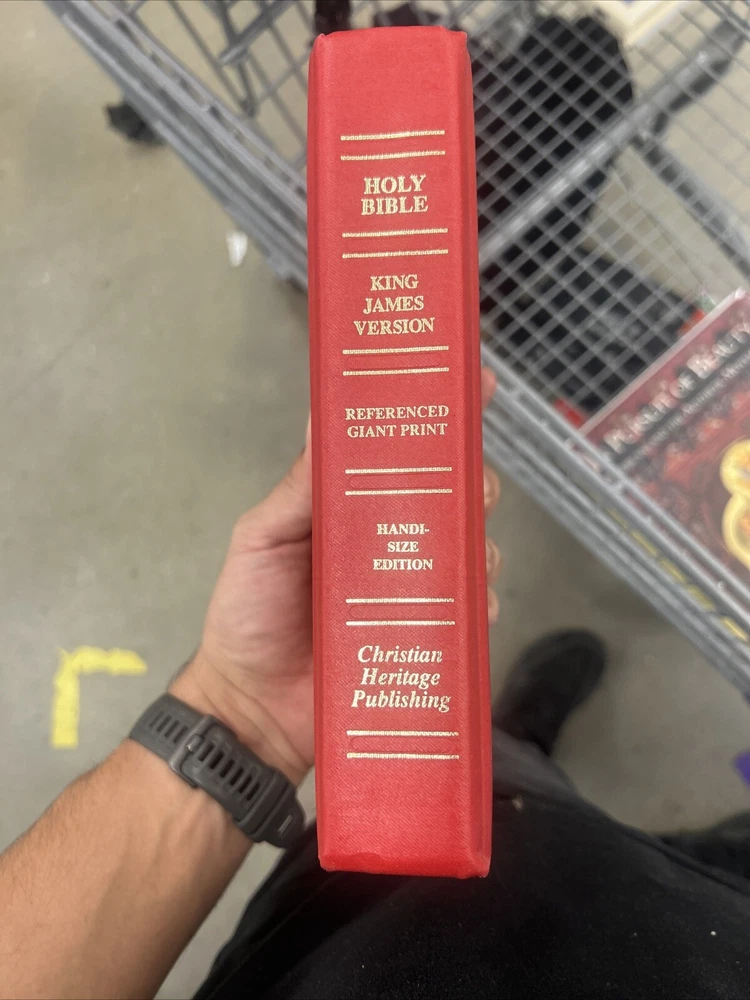 HOLY
BIBLE
KING
JAMES
VERSION
REFERENCED
GIANT PRINT
HANDI-
SIZE
EDITION
Christian
Heritage
Publishing